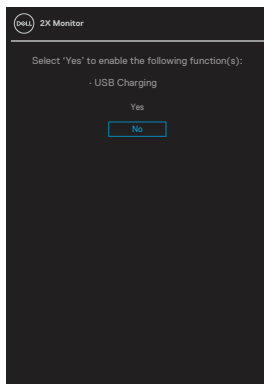 DELL 2X Monitor
Select ‘Yes’ to enable the following function(s):
- USB Charging
Yes
No